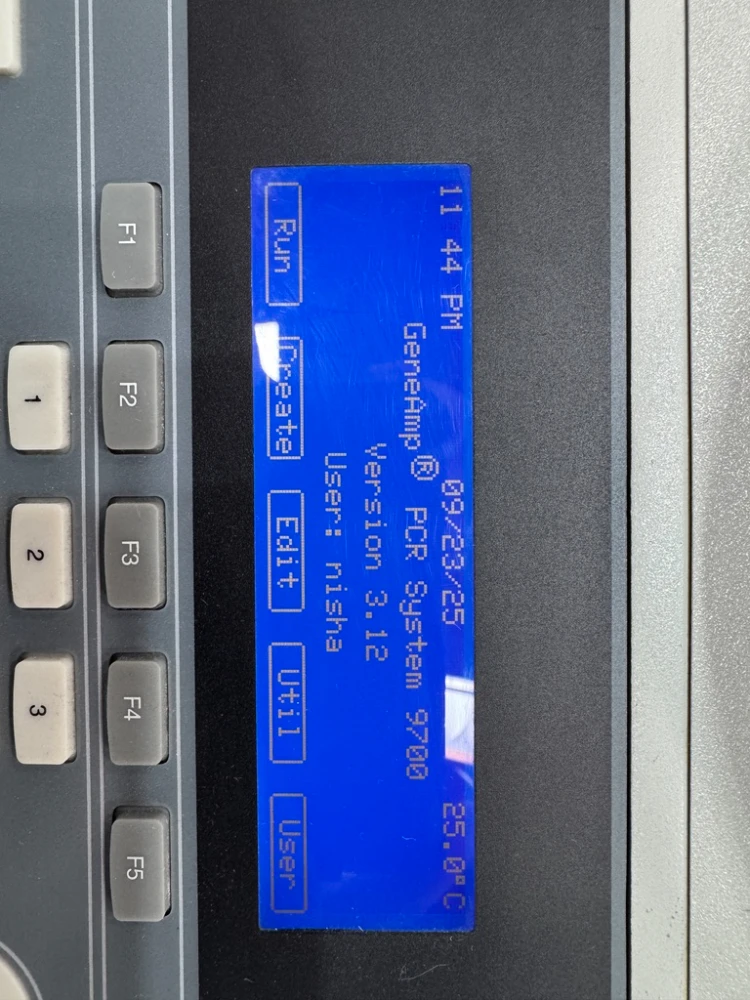 11 44 PM 09/23/25 25.0°C
GeneAmp® PCR System 9700
Version 3.12
User: nisha
Run Create Edit Util User
F1 F2 F3 F4 F5
1 2 3